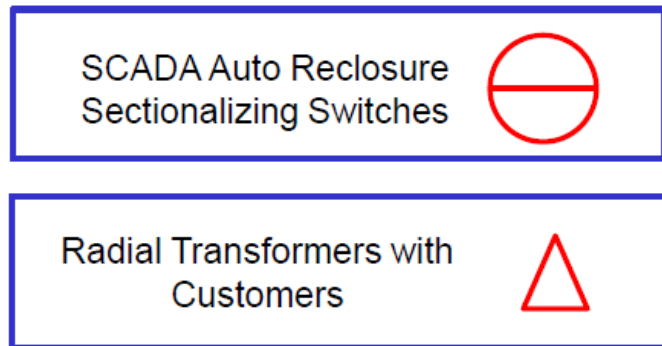 SCADA Auto Reclosure
Sectionalizing Switches
Radial Transformers with
Customers